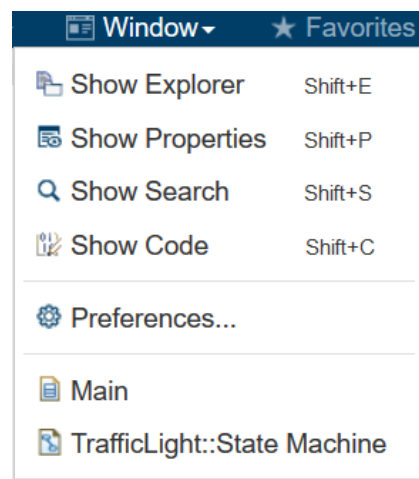 Window Favorites
Show Explorer Shift+E
Show Properties Shift+P
Show Search Shift+S
Show Code Shift+C
Preferences...
Main
TrafficLight::State Machine